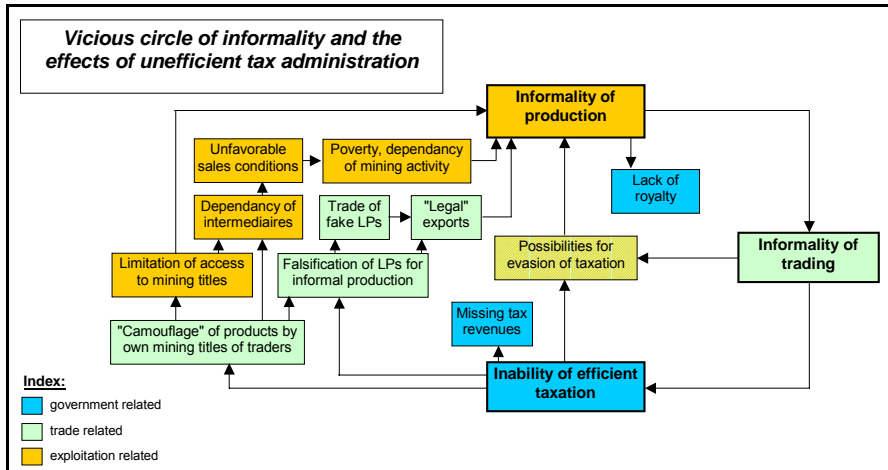 Vicious circle of informality and the
effects of unefficient tax administration
Informality of
production
Unfavorable
sales conditions
Poverty, dependancy
of mining activity
Lack of
royalty
Dependancy of
intermediaires
Trade of
fake LPs
"Legal"
exports
Possibilities for
evasion of taxation
Informality of
trading
Limitation of access
to mining titles
Falsification of LPs for
informal production
Missing tax
revenues
"Camouflage" of products by
own mining titles of traders
Inability of efficient
taxation
Index:
government related
trade related
exploitation related